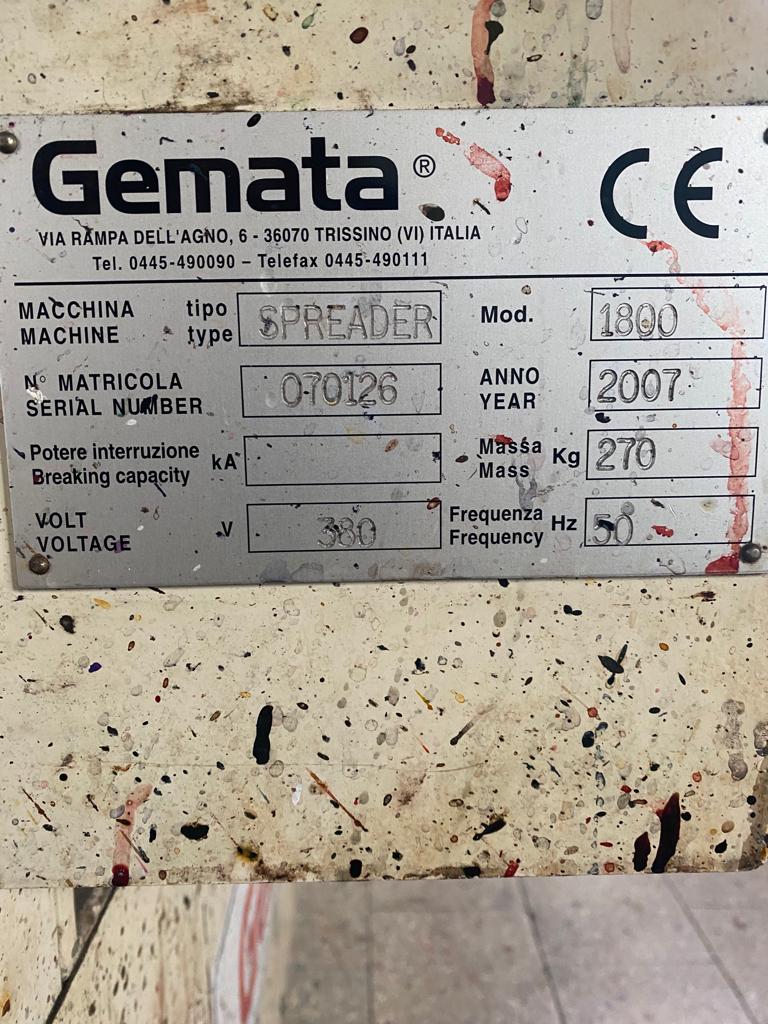 Gemata ® CE
VIA RAMPA DELL'AGNO, 6 - 36070 TRISSINO (VI) ITALIA
Tel. 0445-490090 – Telefax 0445-490111
MACCHINA tipo
MACHINE type SPREADER Mod. 1800
N° MATRICOLA
SERIAL NUMBER 070126 ANNO
YEAR 2007
Potere interruzione
Breaking capacity kA Massa
Mass Kg 270
VOLT
VOLTAGE V 380 Frequenza
Frequency Hz 50